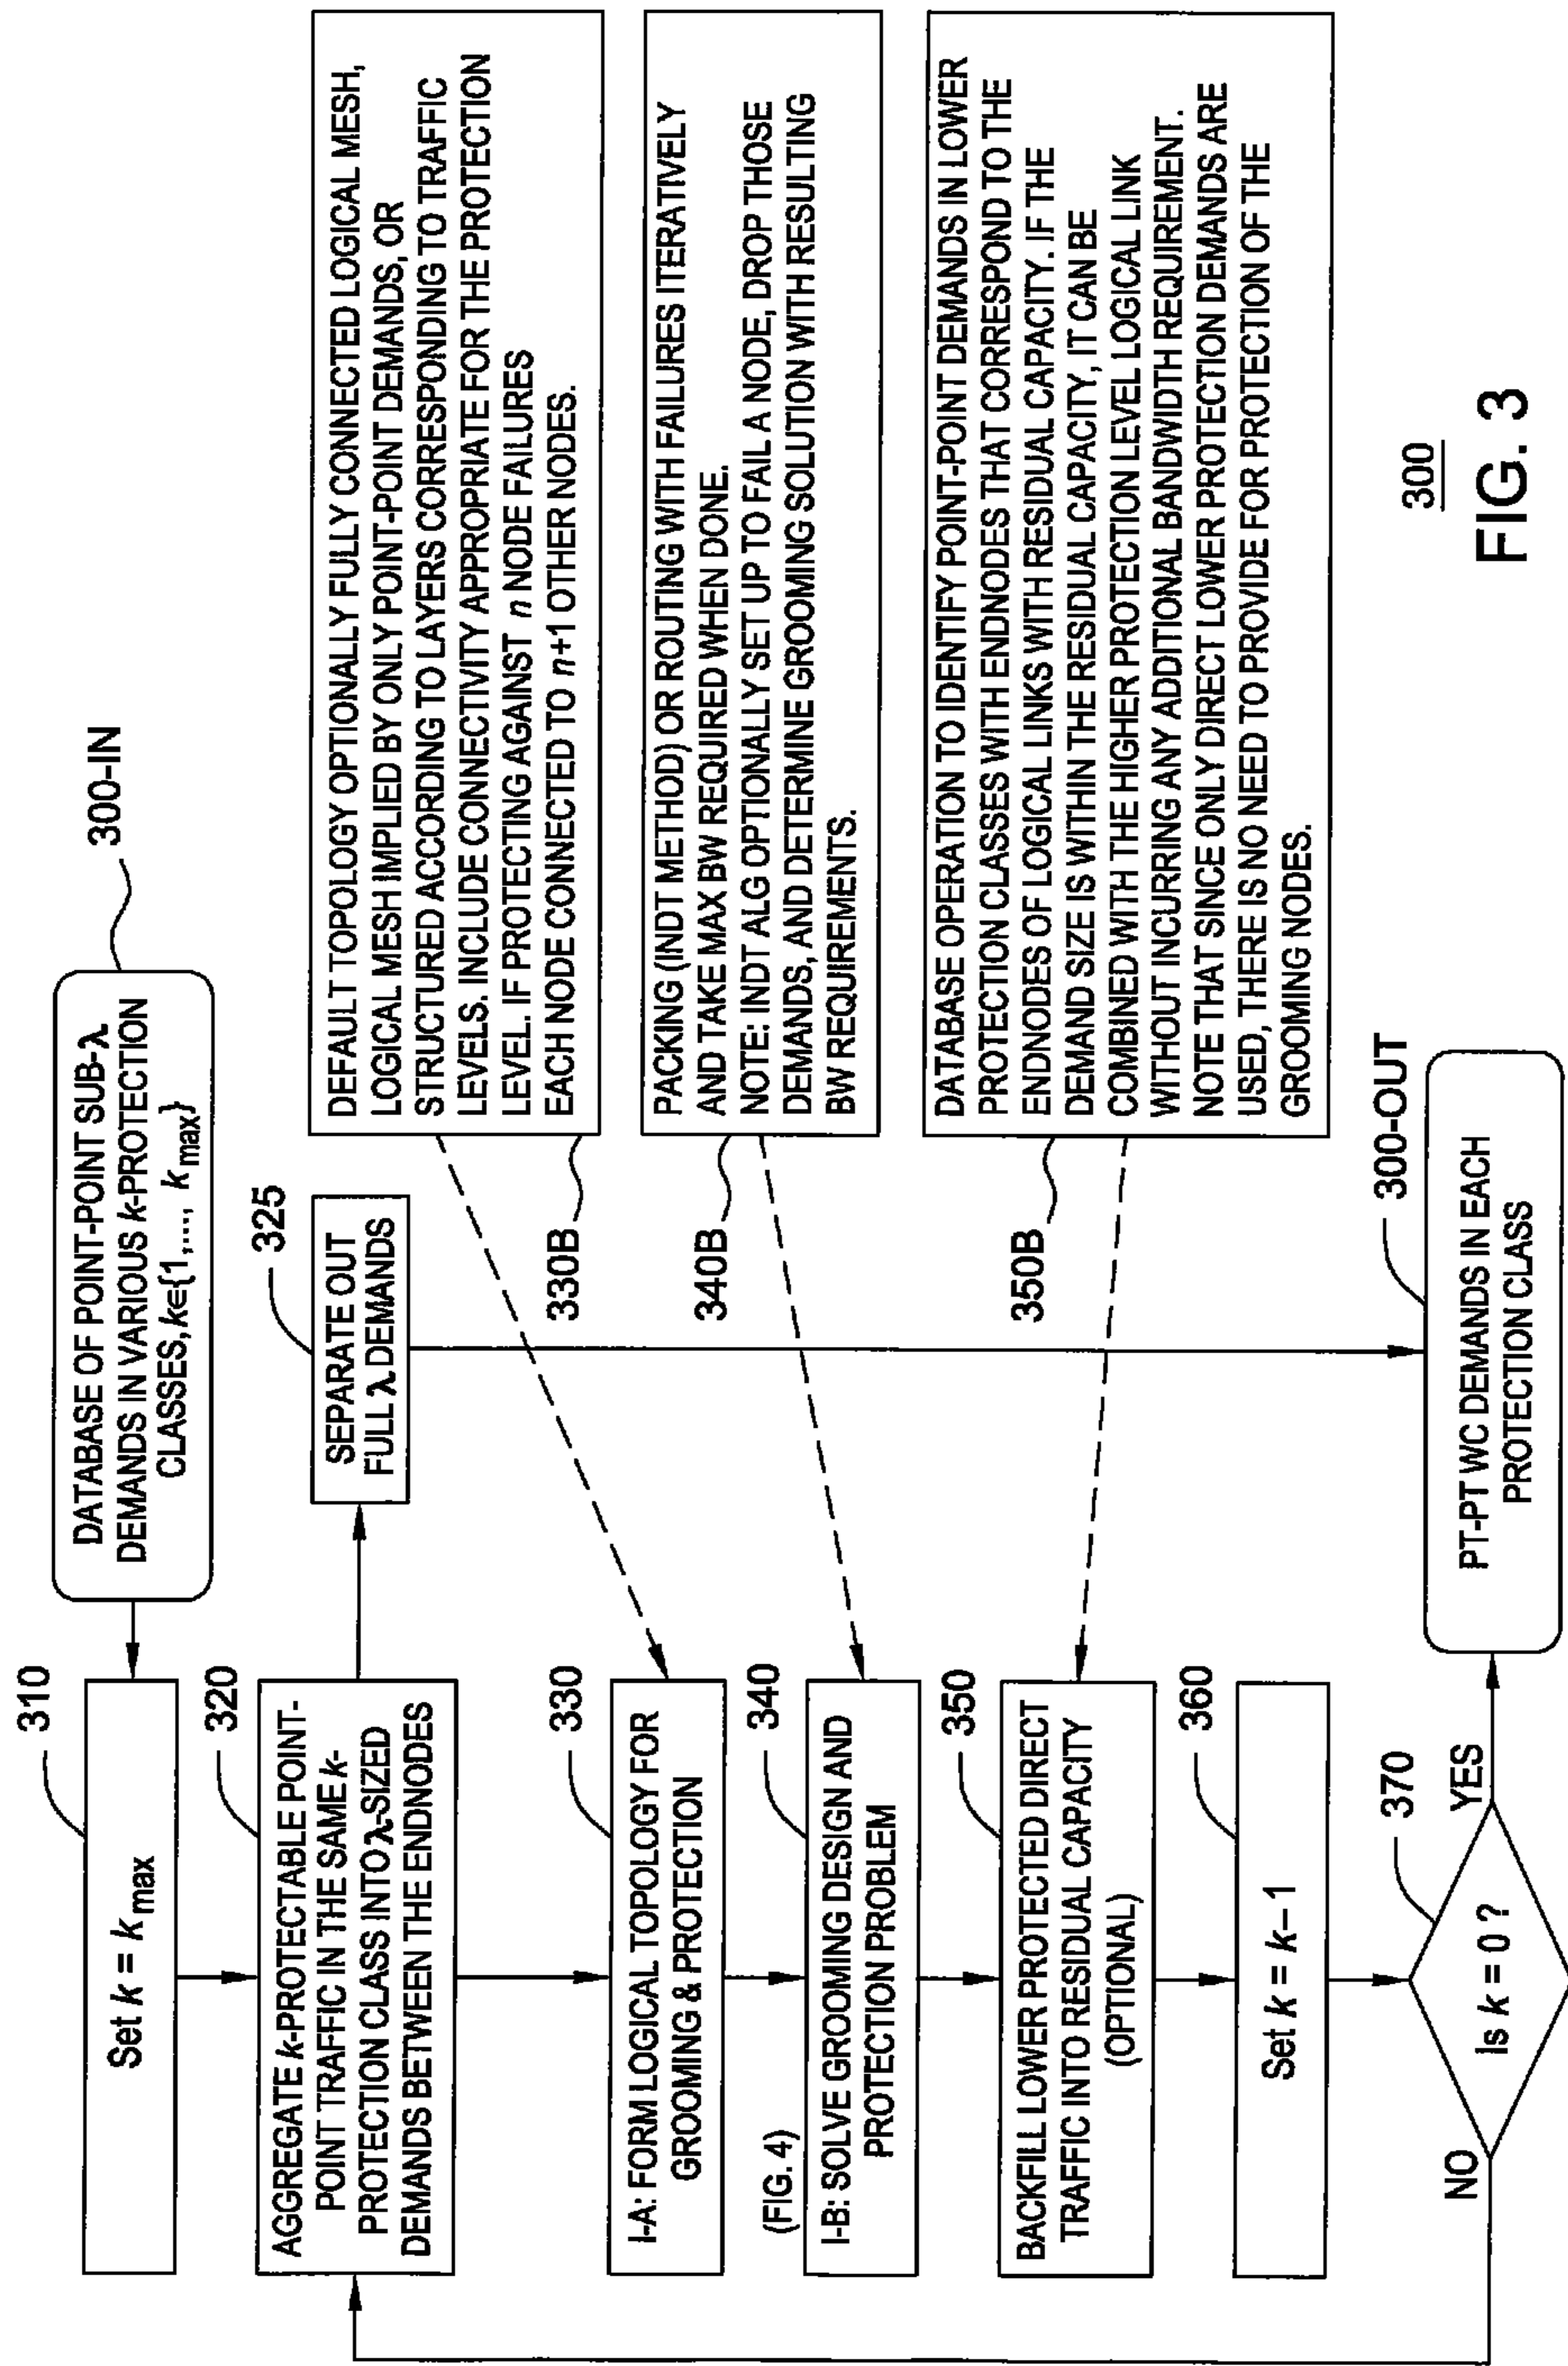 300-IN
DATABASE OF POINT-POINT SUB-λ
DEMANDS IN VARIOUS k-PROTECTION
CLASSES, k∈{1,..., k max}
310
Set k = k max
320
AGGREGATE k-PROTECTABLE POINT-
POINT TRAFFIC IN THE SAME k-
PROTECTION CLASS INTO λ-SIZED
DEMANDS BETWEEN THE ENDNODES
325
SEPARATE OUT
FULL λ DEMANDS
330
I-A: FORM LOGICAL TOPOLOGY FOR
GROOMING & PROTECTION
DEFAULT TOPOLOGY OPTIONALLY FULLY CONNECTED LOGICAL MESH,
LOGICAL MESH IMPLIED BY ONLY POINT-POINT DEMANDS, OR
STRUCTURED ACCORDING TO LAYERS CORRESPONDING TO TRAFFIC
LEVELS. INCLUDE CONNECTIVITY APPROPRIATE FOR THE PROTECTION
LEVEL. IF PROTECTING AGAINST n NODE FAILURES
EACH NODE CONNECTED TO n+1 OTHER NODES.
330B
(FIG. 4)
340
I-B: SOLVE GROOMING DESIGN AND
PROTECTION PROBLEM
PACKING (INDT METHOD) OR ROUTING WITH FAILURES ITERATIVELY
AND TAKE MAX BW REQUIRED WHEN DONE.
NOTE: INDT ALG OPTIONALLY SET UP TO FAIL A NODE, DROP THOSE
DEMANDS, AND DETERMINE GROOMING SOLUTION WITH RESULTING
BW REQUIREMENTS.
340B
350
BACKFILL LOWER PROTECTED DIRECT
TRAFFIC INTO RESIDUAL CAPACITY
(OPTIONAL)
DATABASE OPERATION TO IDENTIFY POINT-POINT DEMANDS IN LOWER
PROTECTION CLASSES WITH ENDNODES THAT CORRESPOND TO THE
ENDNODES OF LOGICAL LINKS WITH RESIDUAL CAPACITY. IF THE
DEMAND SIZE IS WITHIN THE RESIDUAL CAPACITY, IT CAN BE
COMBINED WITH THE HIGHER PROTECTION LEVEL LOGICAL LINK
WITHOUT INCURRING ANY ADDITIONAL BANDWIDTH REQUIREMENT.
NOTE THAT SINCE ONLY DIRECT LOWER PROTECTION DEMANDS ARE
USED, THERE IS NO NEED TO PROVIDE FOR PROTECTION OF THE
GROOMING NODES.
350B
360
Set k = k−1
370
Is k = 0 ?
NO
YES
300-OUT
PT-PT WC DEMANDS IN EACH
PROTECTION CLASS
300
FIG. 3